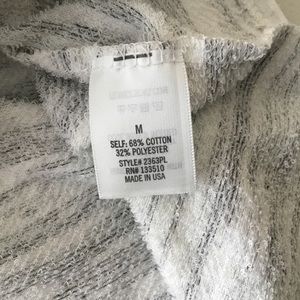 M
SELF: 68% COTTON
32% POLYESTER
STYLE# 2363PL
RN# 133510
MADE IN USA